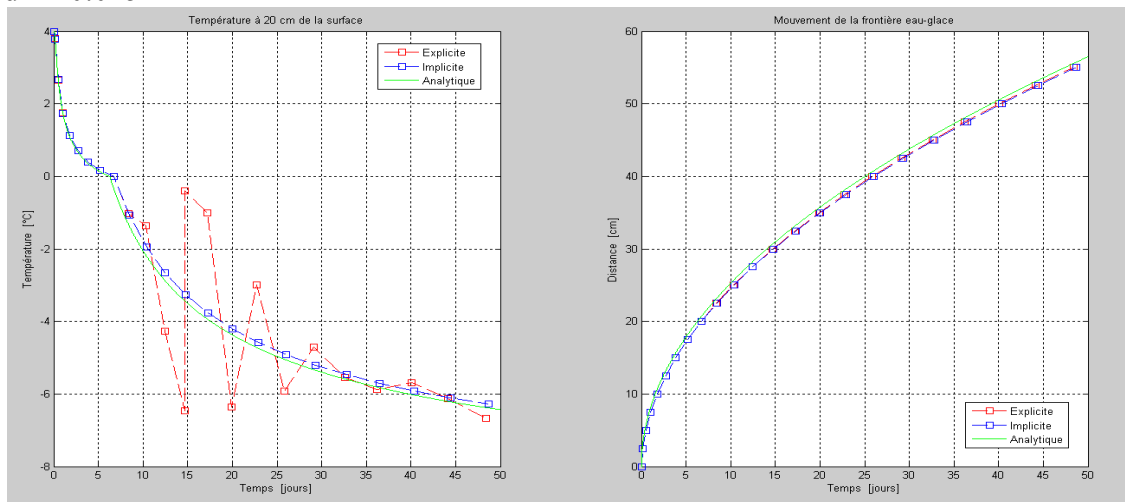 Température à 20 cm de la surface
4
2
0
-2
-4
-6
-8
Température [°C]
Explicite
Implicite
Analytique
0 5 10 15 20 25 30 35 40 45 50
Temps [jours]
Mouvement de la frontière eau-glace
60
50
40
30
20
10
0
Distance [cm]
Explicite
Implicite
Analytique
0 5 10 15 20 25 30 35 40 45 50
Temps [jours]